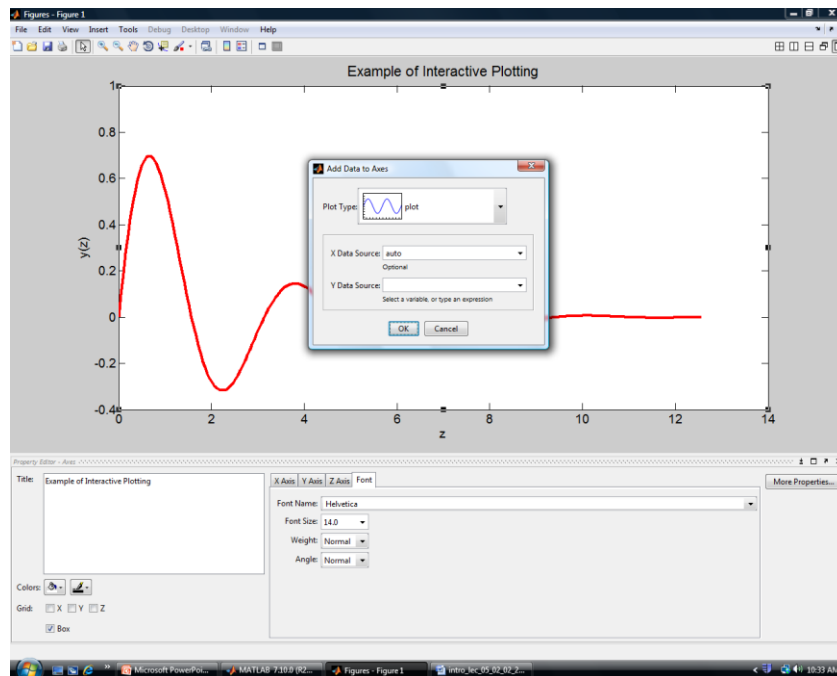 Figures - Figure 1
File Edit View Insert Tools Debug Desktop Window Help
Example of Interactive Plotting
1
0.8
0.6
0.4
0.2
0
-0.2
-0.4
y(z)
0 2 4 6 8 10 12 14
z
Add Data to Axes
Plot Type: plot
X Data Source: auto
Optional
Y Data Source:
Select a variable, or type an expression
OK Cancel
Property Editor - Axes
Title: Example of Interactive Plotting
X Axis Y Axis Z Axis Font
More Properties...
Font Name: Helvetica
Font Size: 14.0
Weight: Normal
Angle: Normal
Colors:
Grid: X Y Z
Box
Microsoft PowerPoi... MATLAB 7.10.0 (R2... Figures - Figure 1 intro_lec_05_02_02_2... 10:33 AM